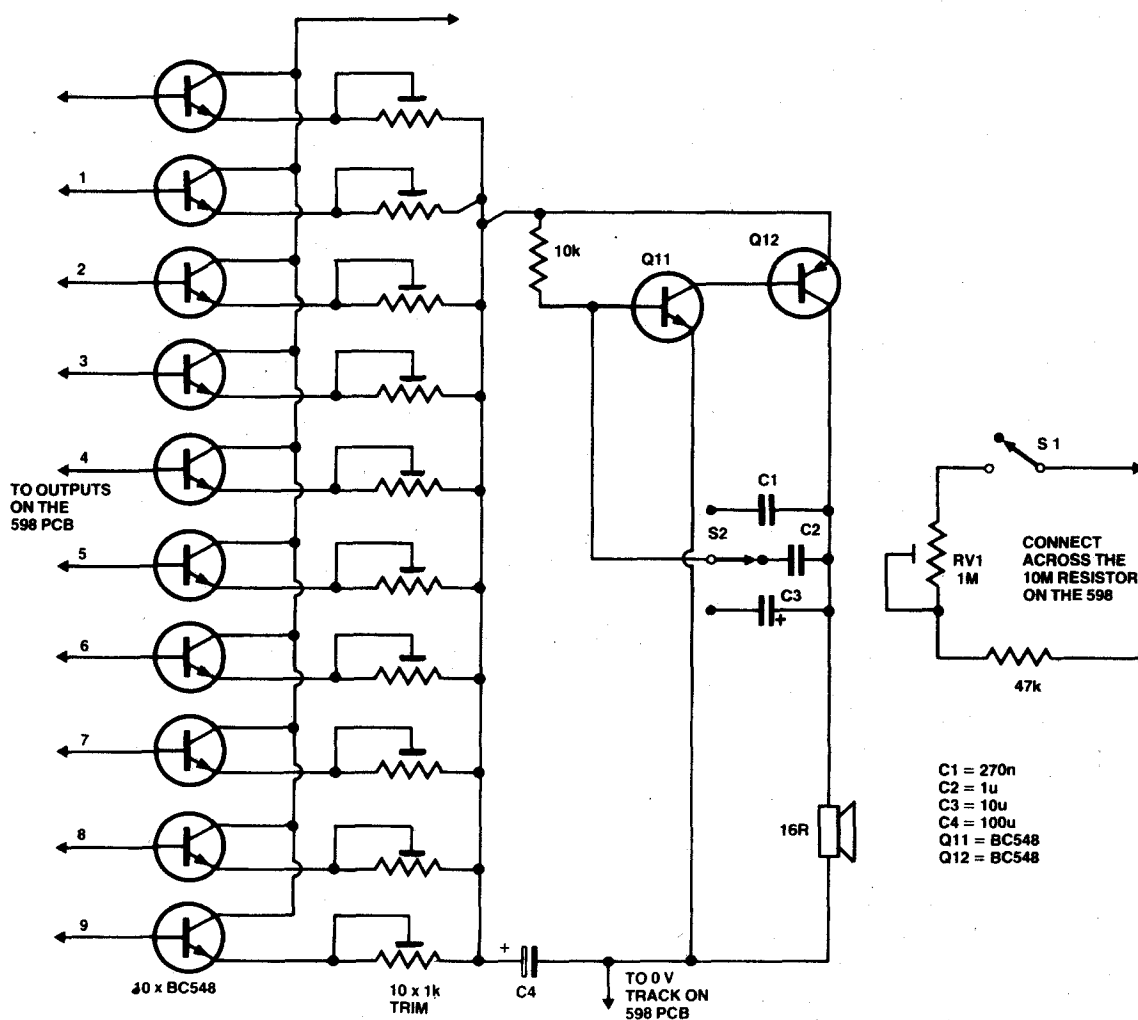 1
2
3
4
TO OUTPUTS
ON THE
598 PCB
5
6
7
8
9
10 x BC548
10 x 1k
TRIM
+
C4
TO 0 V
TRACK ON
598 PCB
10k
Q11
Q12
C1
S2
C2
C3
+
16R
S 1
RV1
1M
CONNECT
ACROSS THE
10M RESISTOR
ON THE 598
47k
C1 = 270n
C2 = 1u
C3 = 10u
C4 = 100u
Q11 = BC548
Q12 = BC548